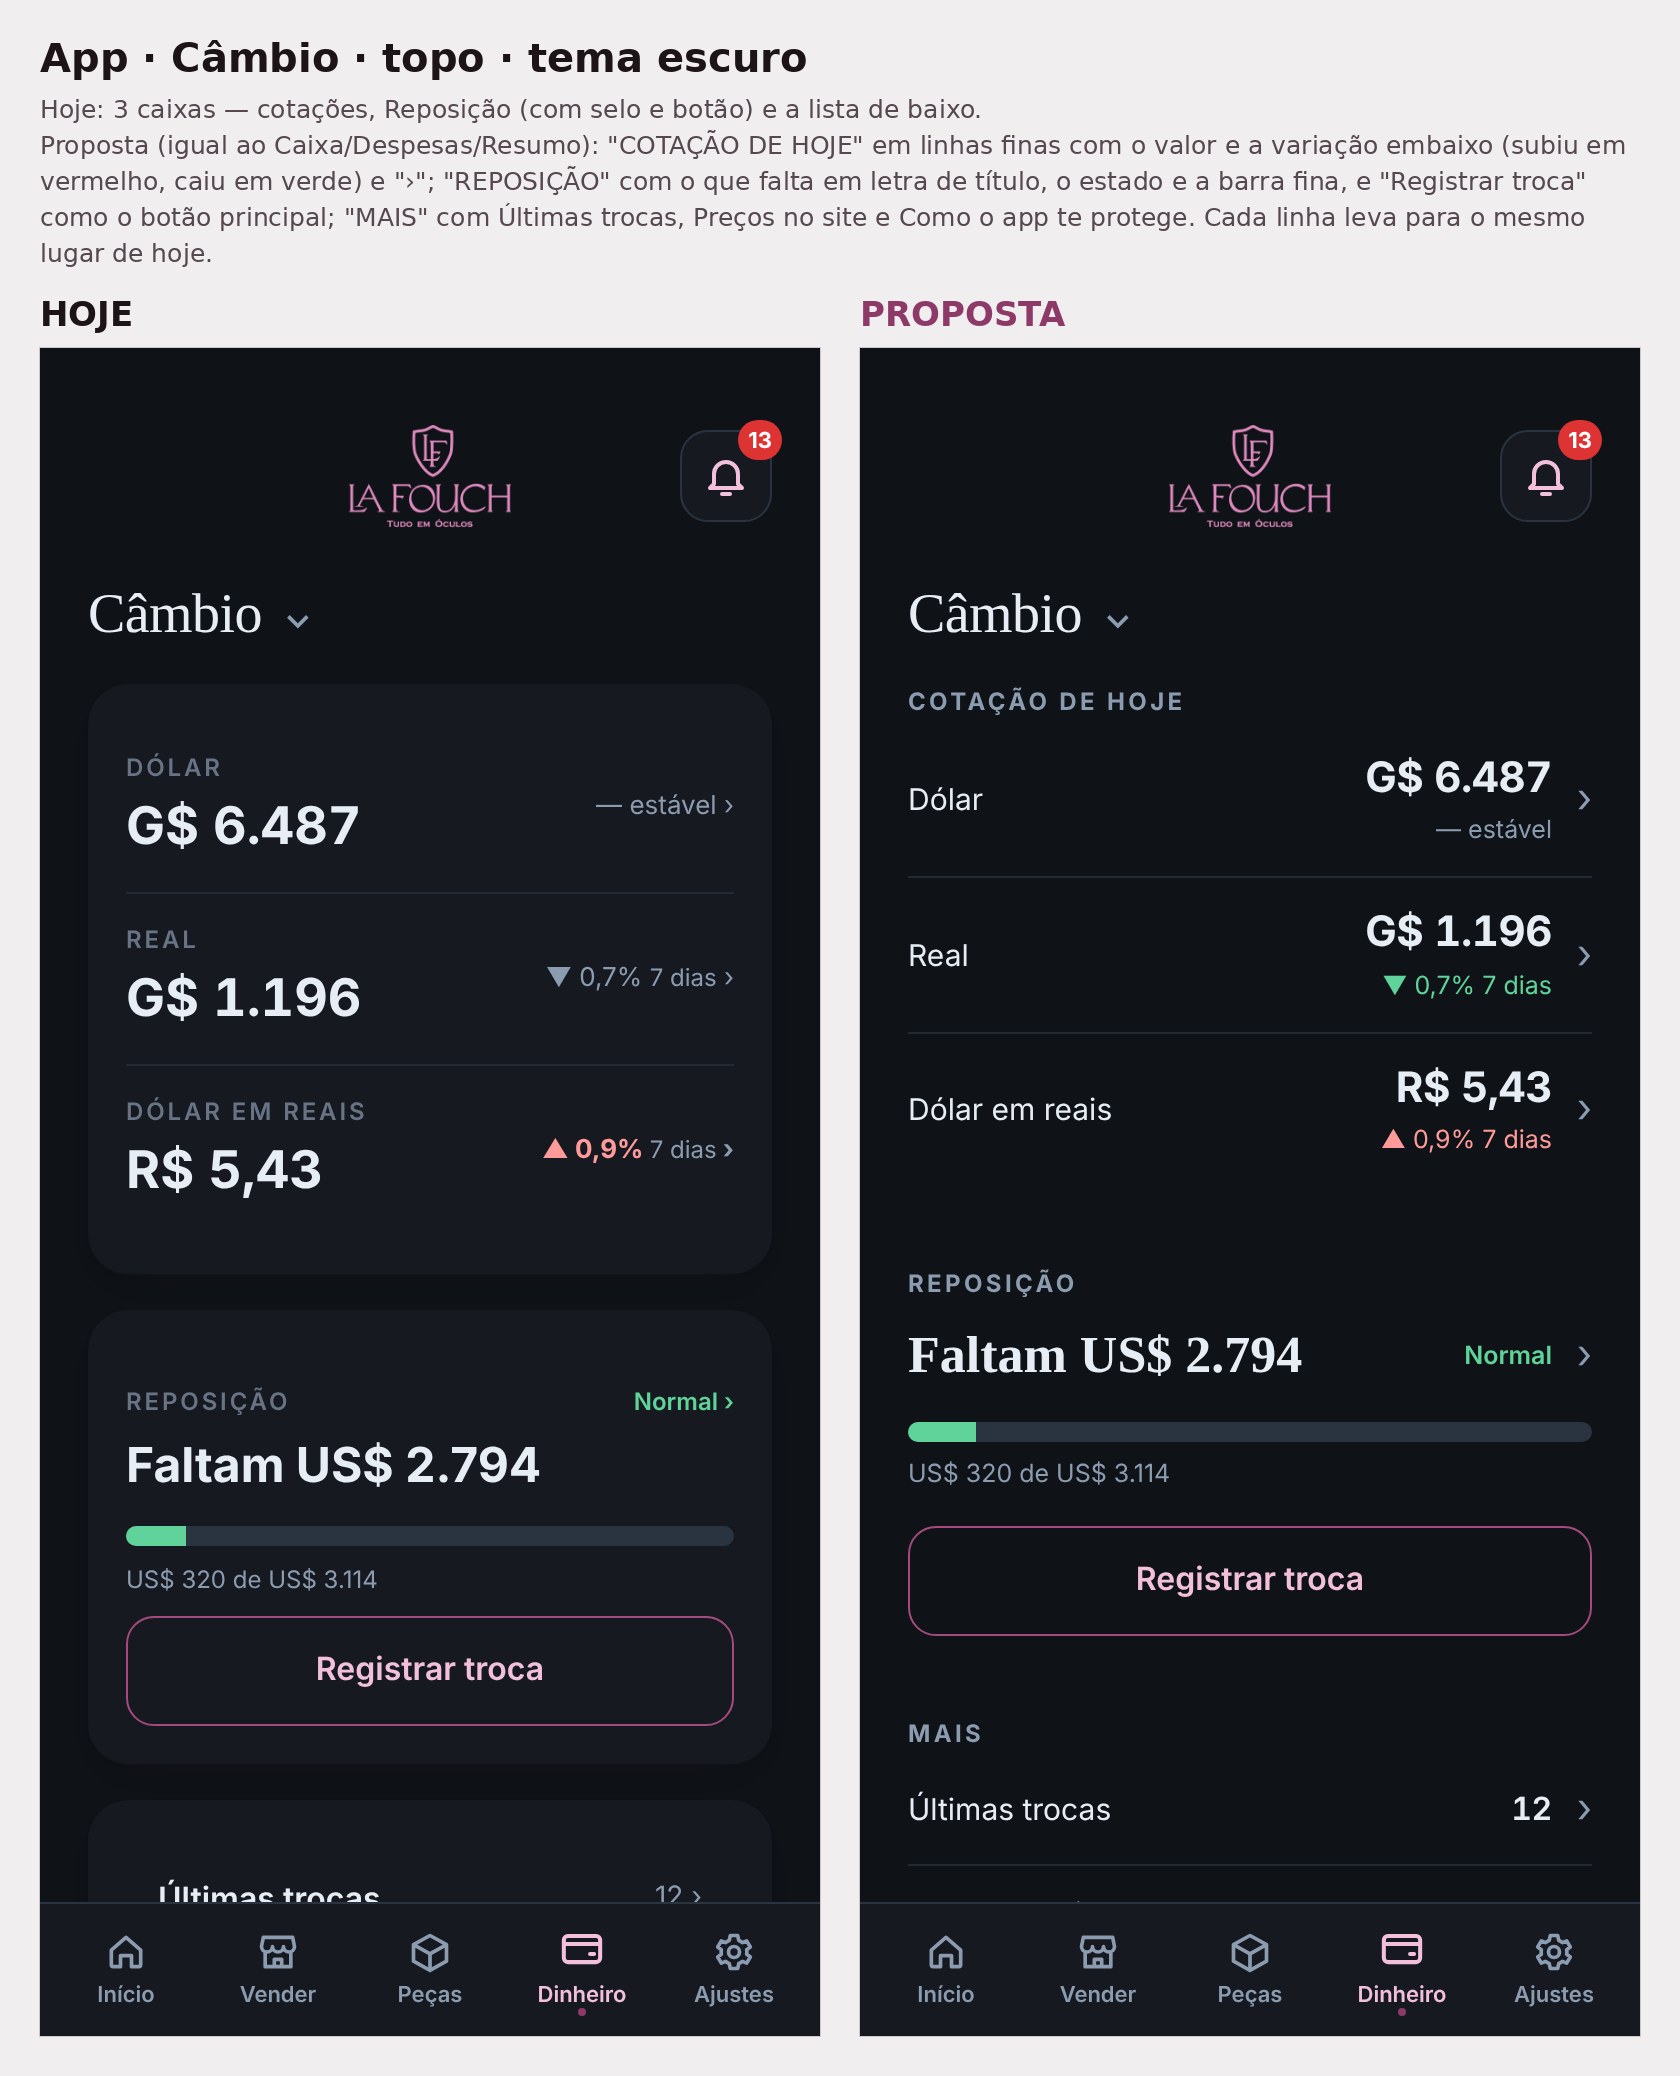 App · Câmbio · topo · tema escuro
Hoje: 3 caixas — cotações, Reposição (com selo e botão) e a lista de baixo.
Proposta (igual ao Caixa/Despesas/Resumo): "COTAÇÃO DE HOJE" em linhas finas com o valor e a variação embaixo (subiu em
vermelho, caiu em verde) e "›"; "REPOSIÇÃO" com o que falta em letra de título, o estado e a barra fina, e "Registrar troca"
como o botão principal; "MAIS" com Últimas trocas, Preços no site e Como o app te protege. Cada linha leva para o mesmo
lugar de hoje.
HOJE
LF
LA FOUCH
TUDO EM ÓCULOS
13
Câmbio
DÓLAR
G$ 6.487
— estável ›
REAL
G$ 1.196
▼ 0,7% 7 dias ›
DÓLAR EM REAIS
R$ 5,43
▲ 0,9% 7 dias ›
REPOSIÇÃO
Normal ›
Faltam US$ 2.794
US$ 320 de US$ 3.114
Registrar troca
Últimas trocas
12 ›
Início
Vender
Peças
Dinheiro
Ajustes
PROPOSTA
LF
LA FOUCH
TUDO EM ÓCULOS
13
Câmbio
COTAÇÃO DE HOJE
Dólar
G$ 6.487 ›
— estável
Real
G$ 1.196 ›
▼ 0,7% 7 dias
Dólar em reais
R$ 5,43 ›
▲ 0,9% 7 dias
REPOSIÇÃO
Faltam US$ 2.794
Normal ›
US$ 320 de US$ 3.114
Registrar troca
MAIS
Últimas trocas
12 ›
Início
Vender
Peças
Dinheiro
Ajustes